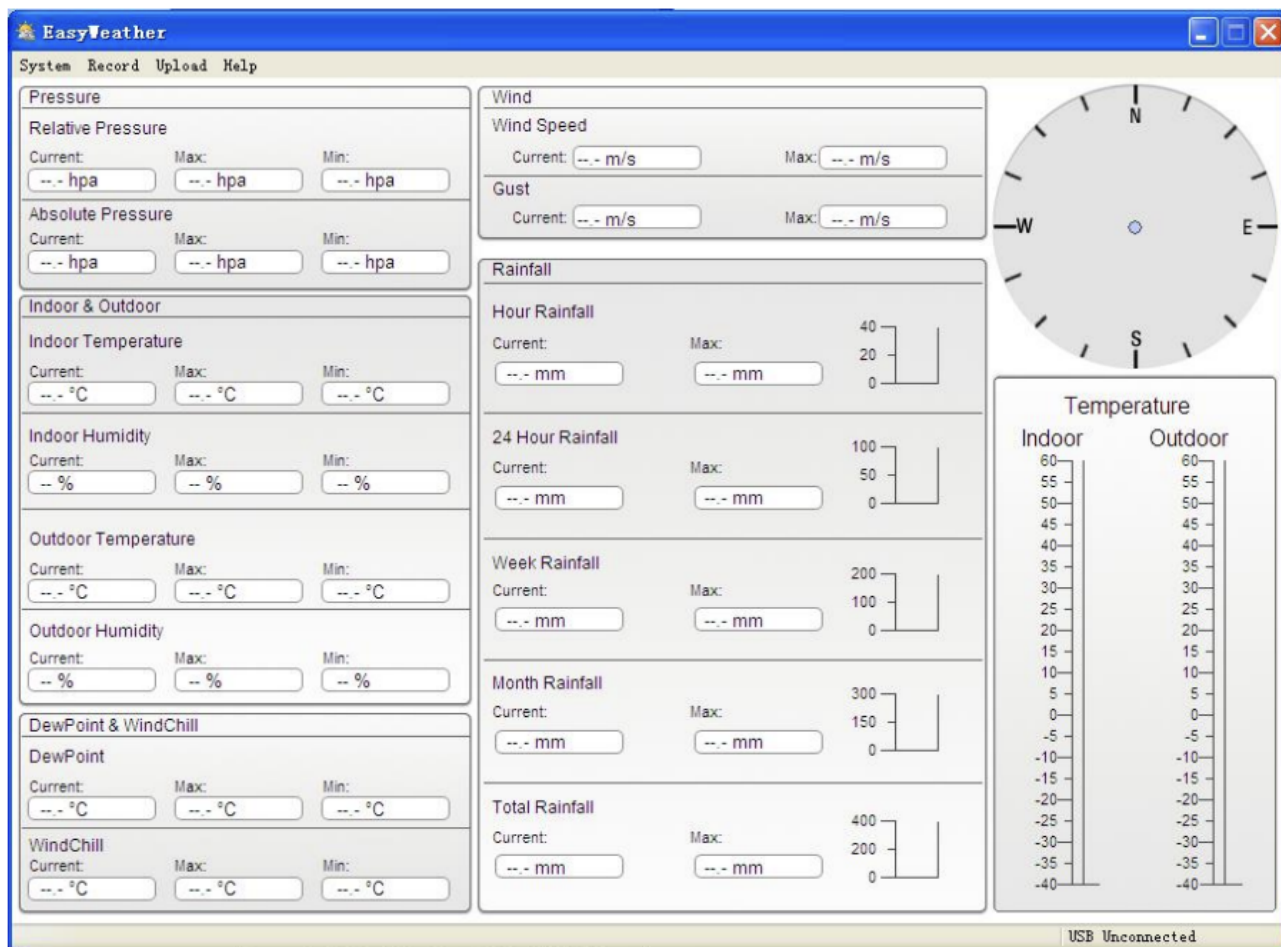 EasyWeather
System Record Upload Help
Pressure
Relative Pressure
Current: Max: Min:
--.- hpa --.- hpa --.- hpa
Absolute Pressure
Current: Max: Min:
--.- hpa --.- hpa --.- hpa
Indoor & Outdoor
Indoor Temperature
Current: Max: Min:
--.- °C --.- °C --.- °C
Indoor Humidity
Current: Max: Min:
-- % -- % -- %
Outdoor Temperature
Current: Max: Min:
--.- °C --.- °C --.- °C
Outdoor Humidity
Current: Max: Min:
-- % -- % -- %
DewPoint & WindChill
DewPoint
Current: Max: Min:
--.- °C --.- °C --.- °C
WindChill
Current: Max: Min:
--.- °C --.- °C --.- °C
Wind
Wind Speed
Current: --.- m/s Max: --.- m/s
Gust
Current: --.- m/s Max: --.- m/s
Rainfall
Hour Rainfall
Current: Max:
--.- mm --.- mm
40
20
0
24 Hour Rainfall
Current: Max:
--.- mm --.- mm
100
50
0
Week Rainfall
Current: Max:
--.- mm --.- mm
200
100
0
Month Rainfall
Current: Max:
--.- mm --.- mm
300
150
0
Total Rainfall
Current: Max:
--.- mm --.- mm
400
200
0
N
W E
S
Temperature
Indoor Outdoor
60 60
55 55
50 50
45 45
40 40
35 35
30 30
25 25
20 20
15 15
10 10
5 5
0 0
-5 -5
-10 -10
-15 -15
-20 -20
-25 -25
-30 -30
-35 -35
-40 -40
USB Unconnected